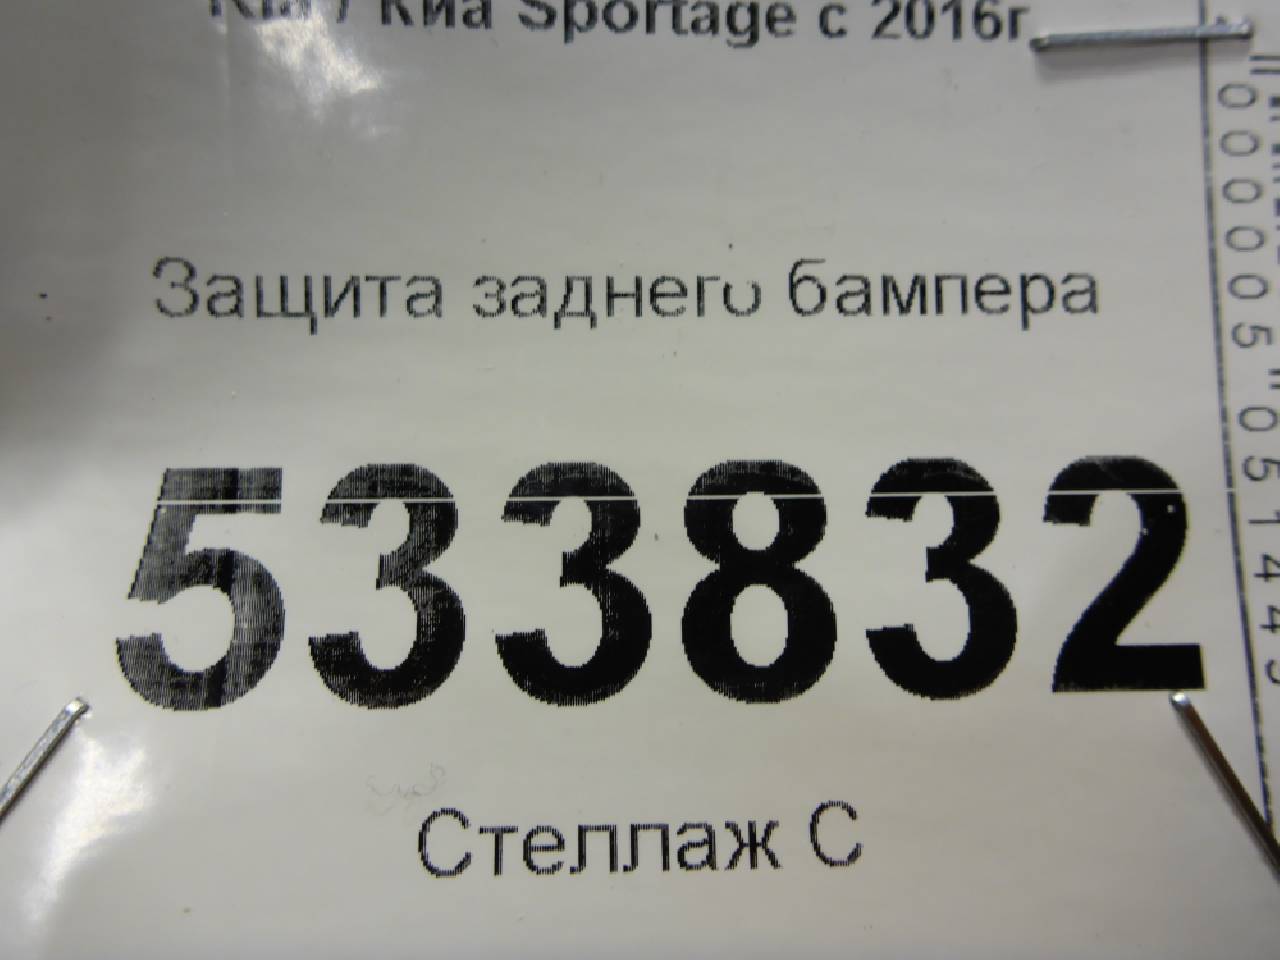 Kia / Киа Sportage с 2016г
Защита заднего бампера
533832
Стеллаж С